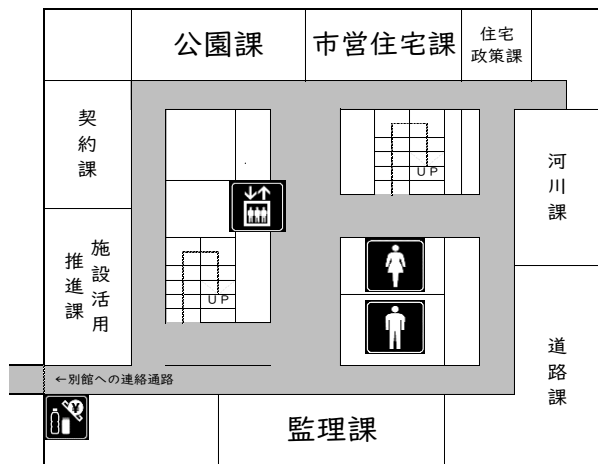 公園課
市営住宅課
住宅
政策課
契約課
河川課
UP
施設活用
推進課
UP
道路課
←別館への連絡通路
¥
監理課